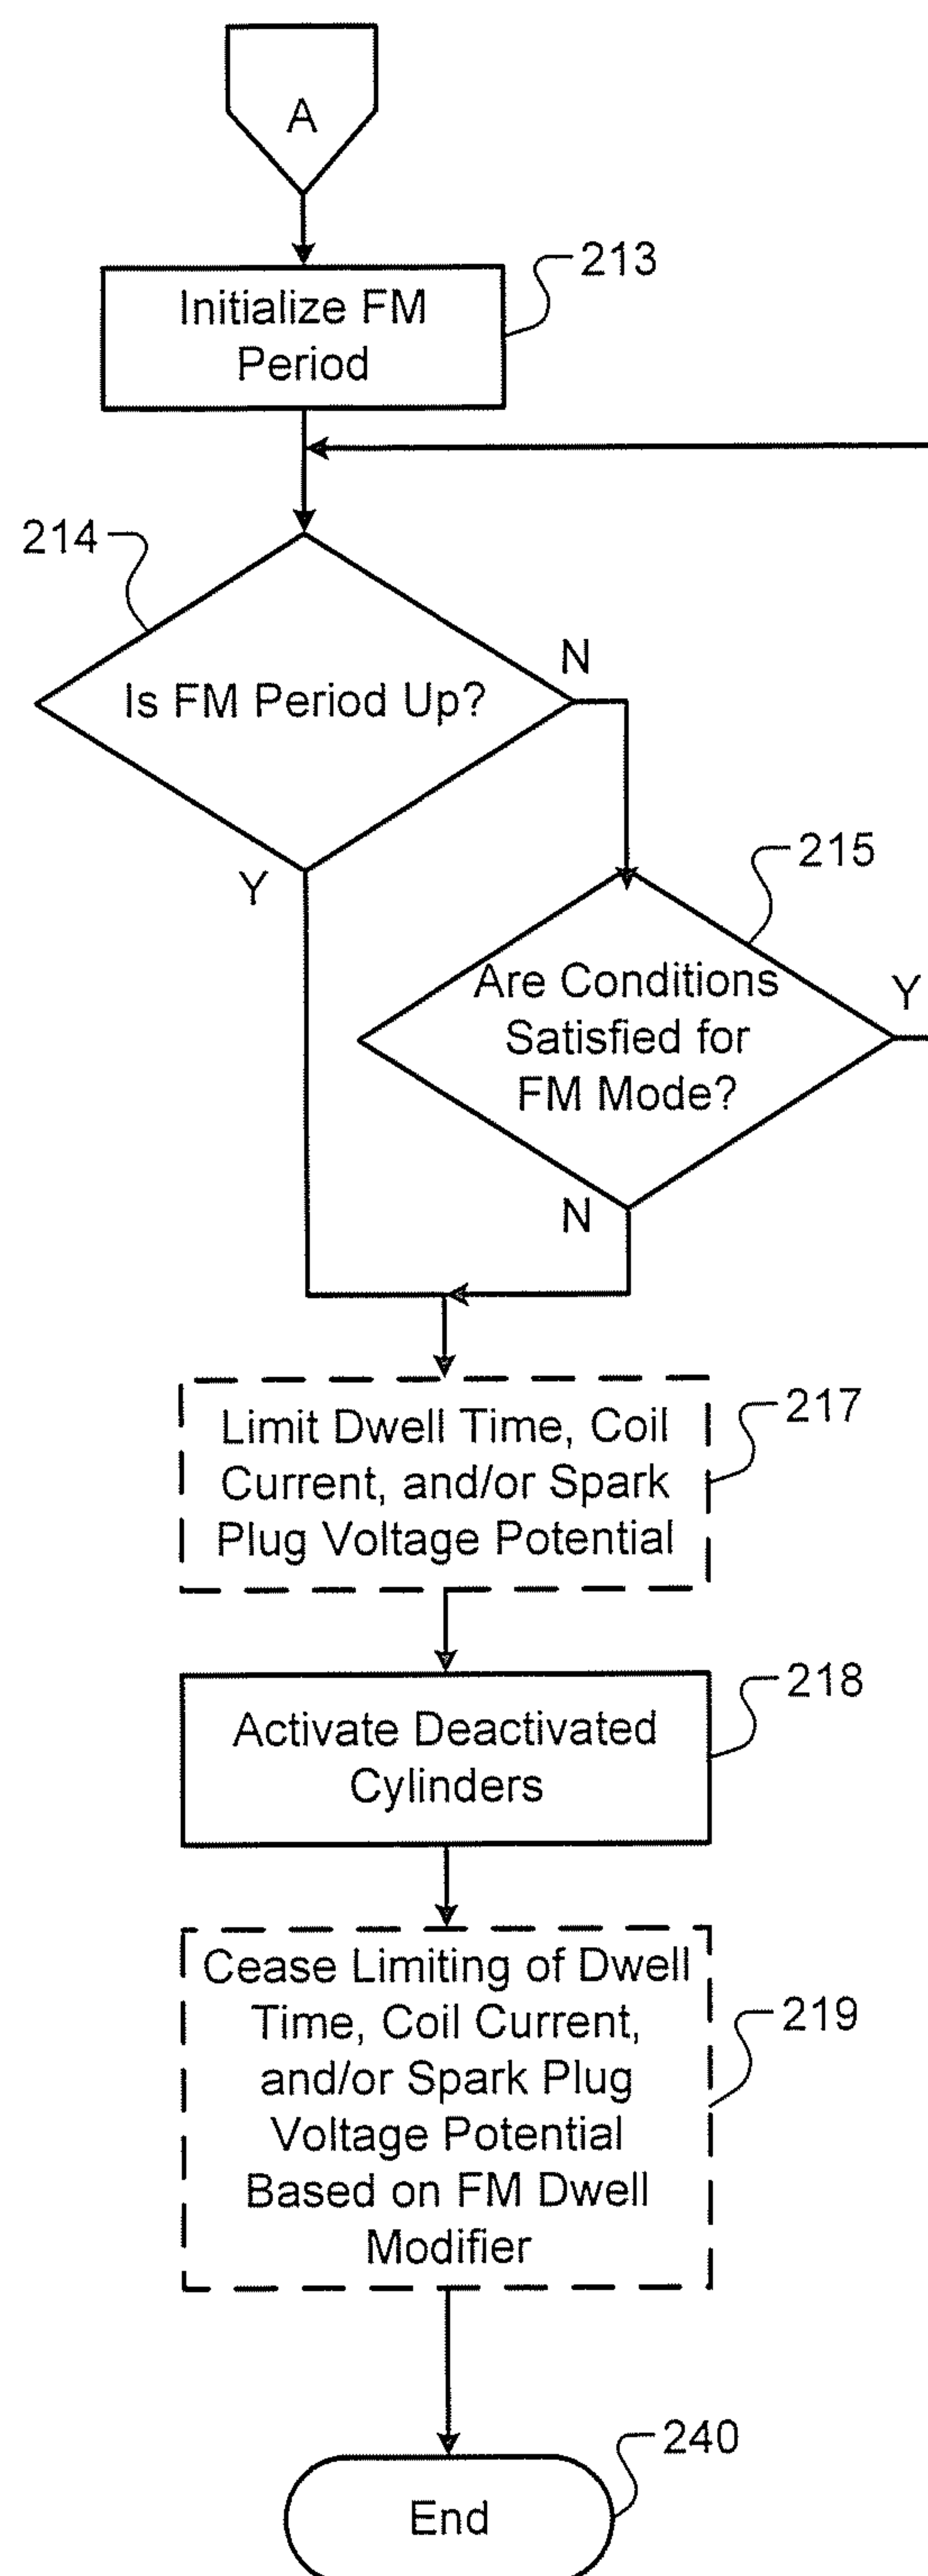 A
213
Initialize FM
Period
214
N
Is FM Period Up?
Y
215
Y
Are Conditions
Satisfied for
FM Mode?
N
217
Limit Dwell Time, Coil
Current, and/or Spark
Plug Voltage Potential
218
Activate Deactivated
Cylinders
Cease Limiting of Dwell
Time, Coil Current,
219
and/or Spark Plug
Voltage Potential
Based on FM Dwell
Modifier
240
End